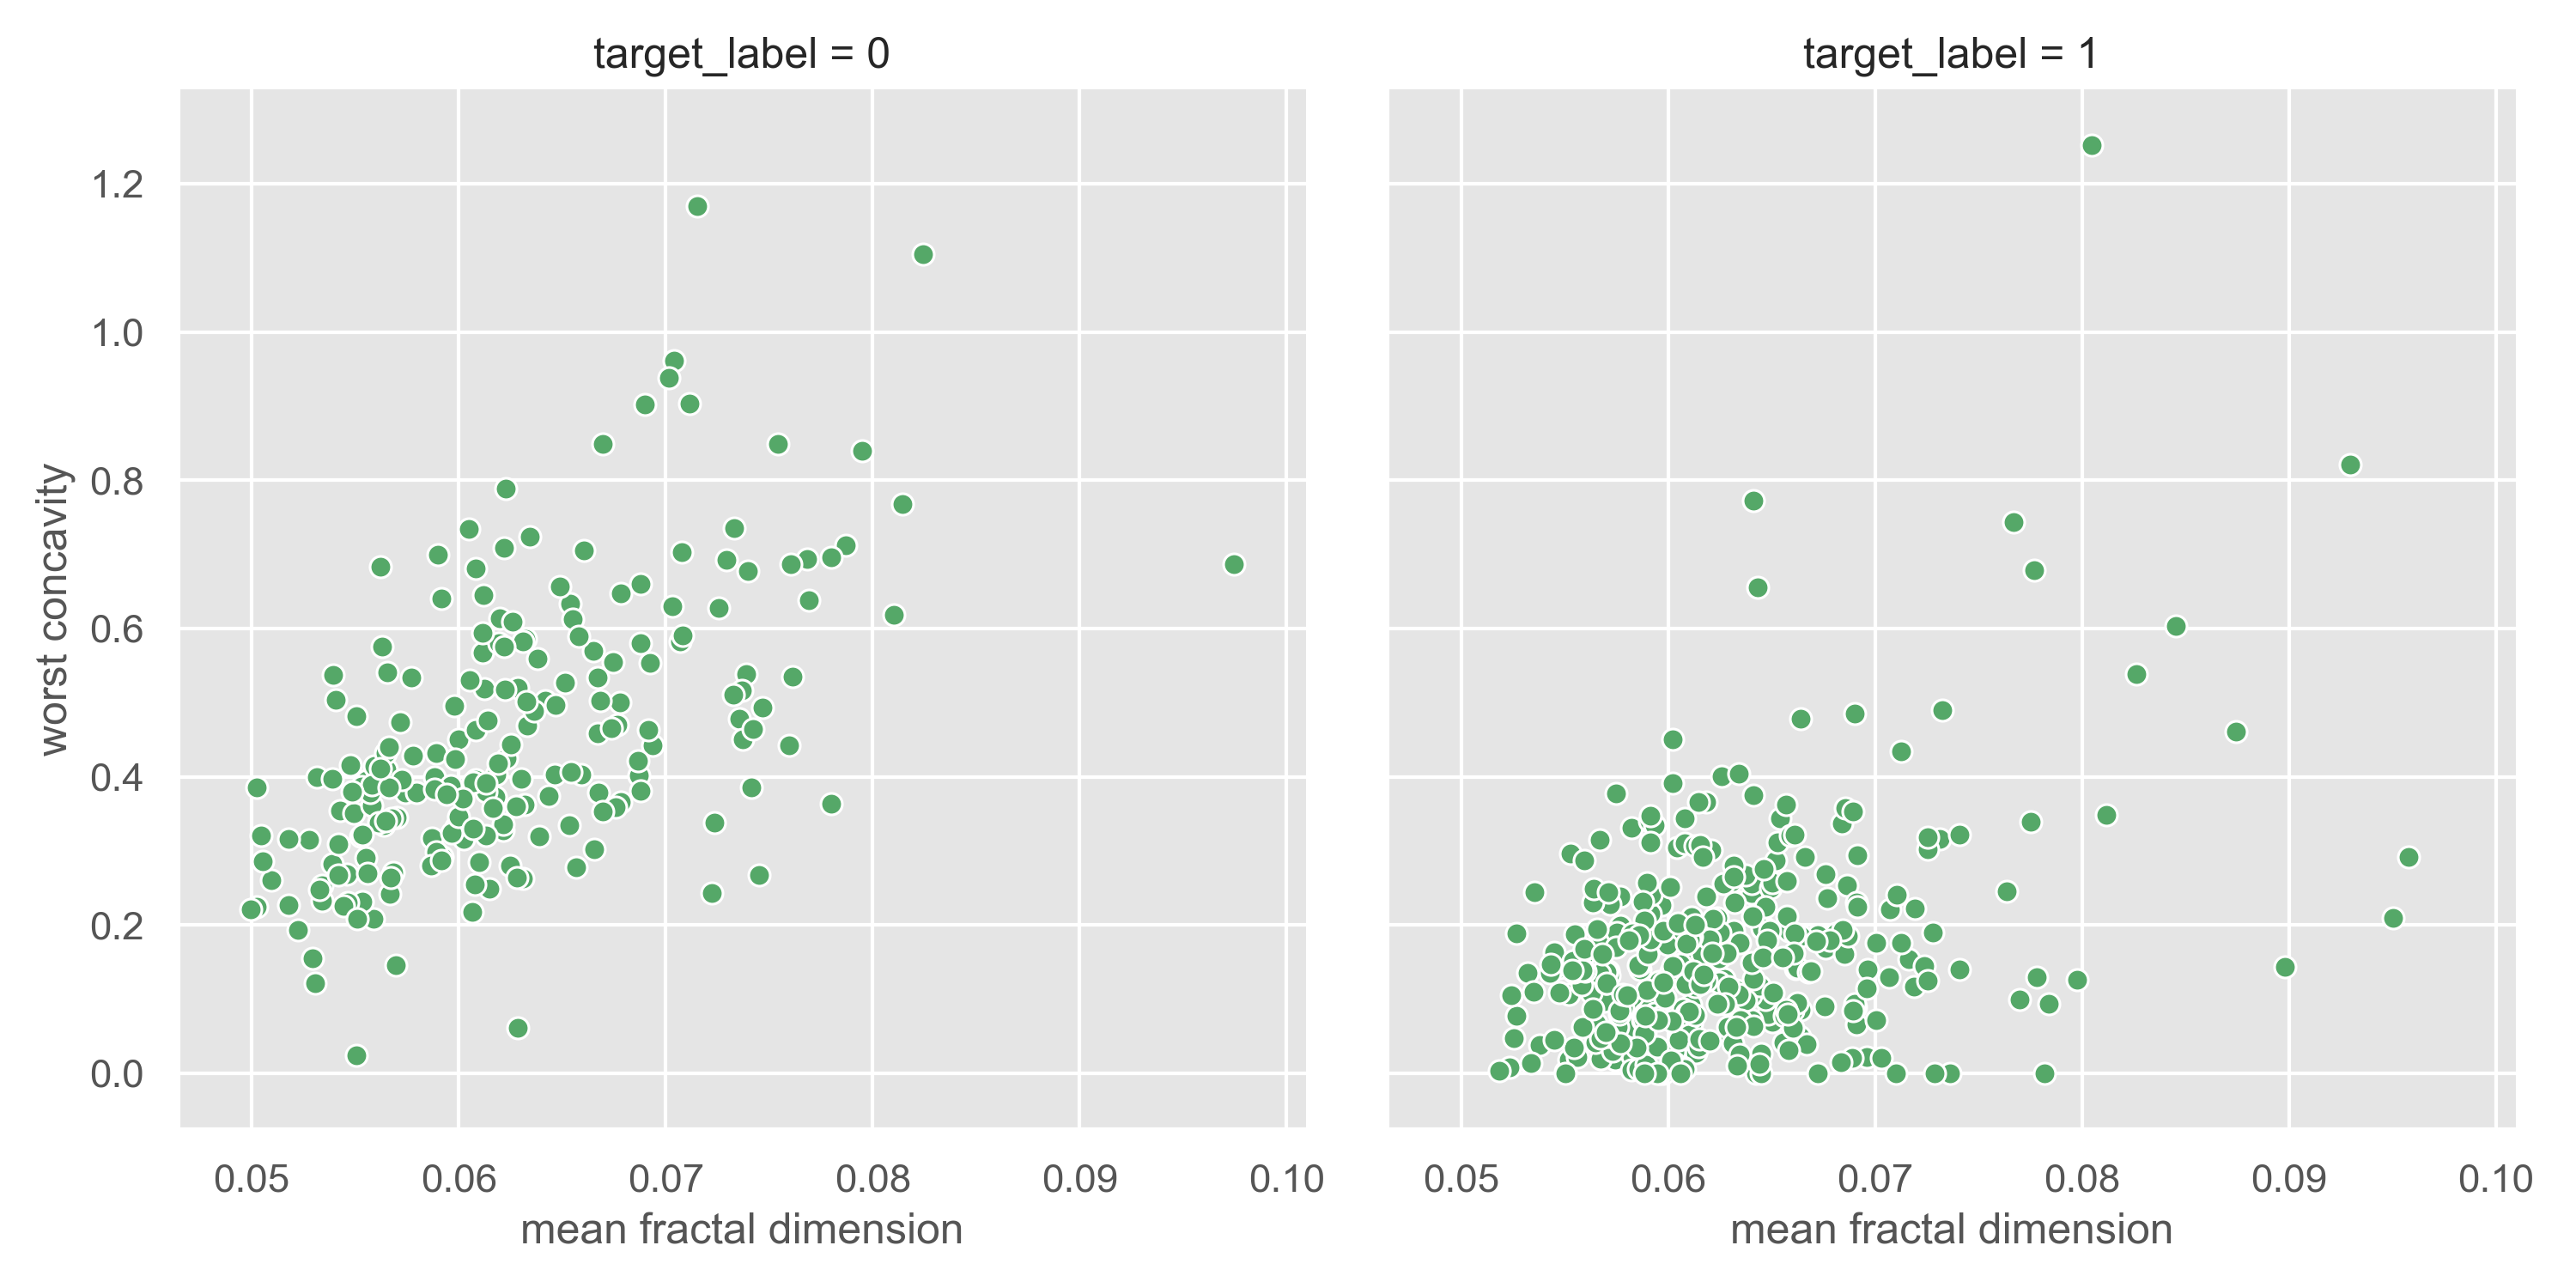 target_label = 0
target_label = 1
worst concavity
1.2
1.0
0.8
0.6
0.4
0.2
0.0
0.05 0.06 0.07 0.08 0.09 0.10
0.05 0.06 0.07 0.08 0.09 0.10
mean fractal dimension
mean fractal dimension